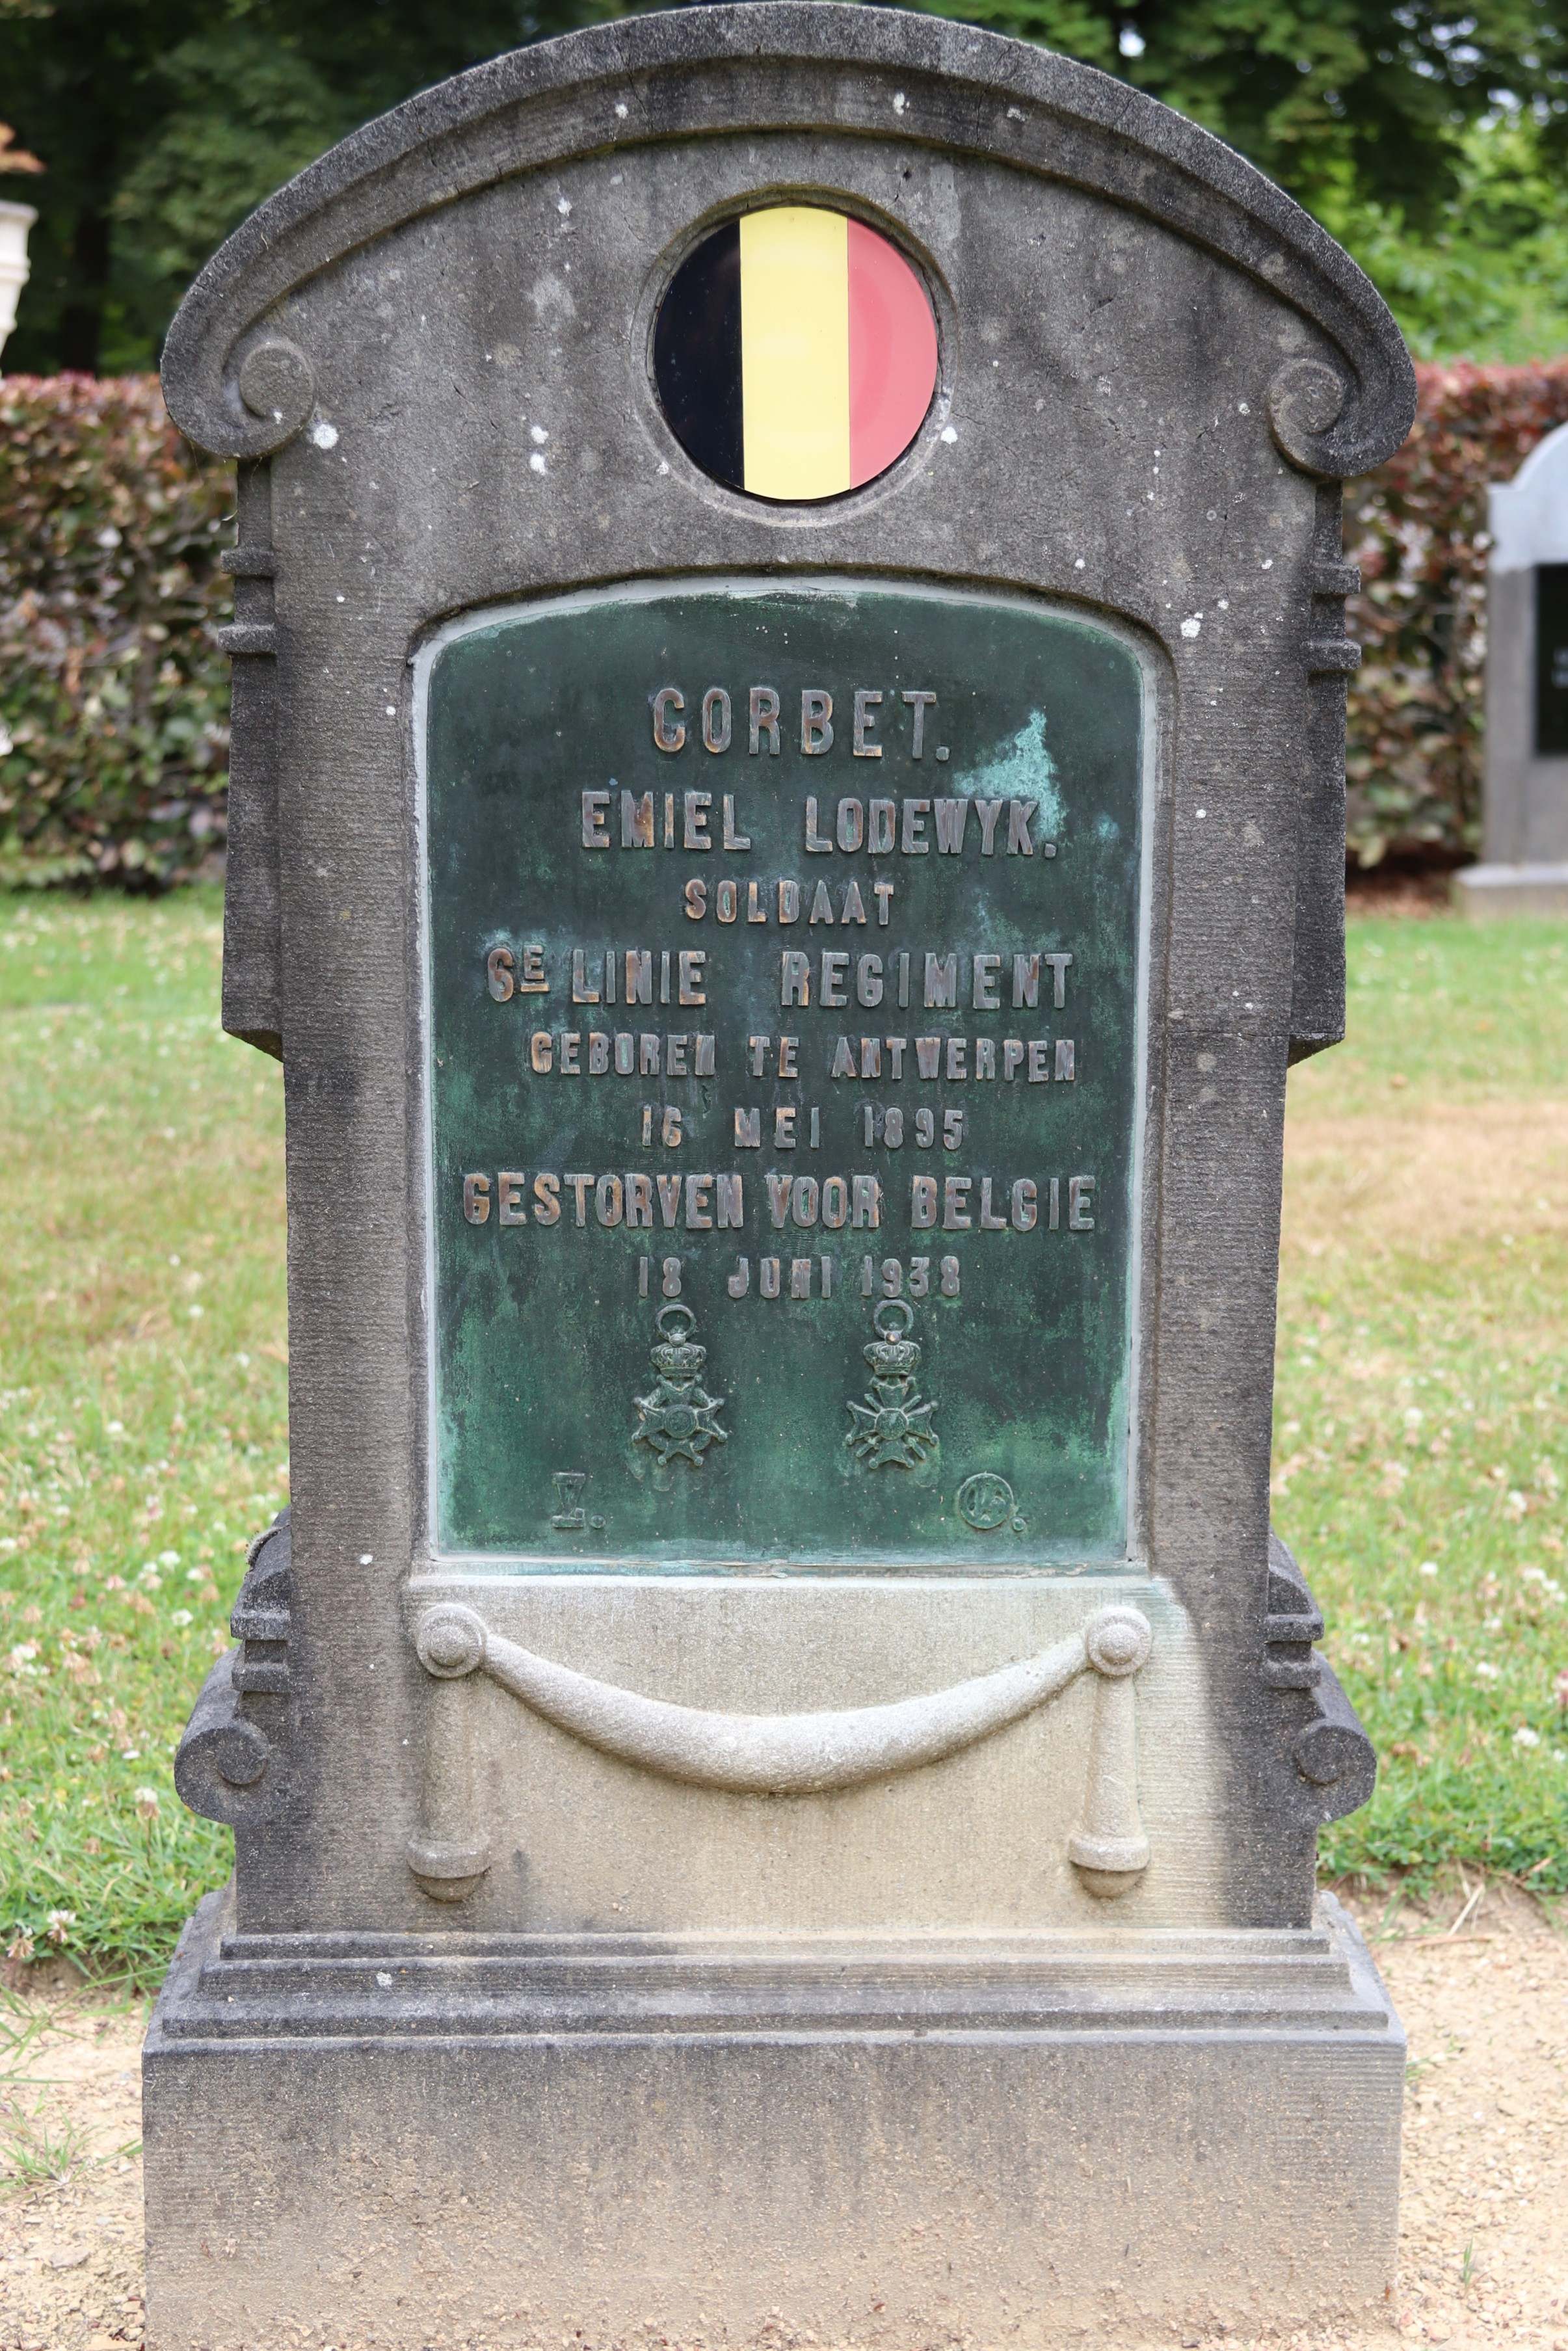 CORBET.
EMIEL LODEWYK.
SOLDAAT
6E LINIE REGIMENT
GEBOREN TE ANTWERPEN
16 MEI 1895
GESTORVEN VOOR BELGIE
18 JUNI 1938